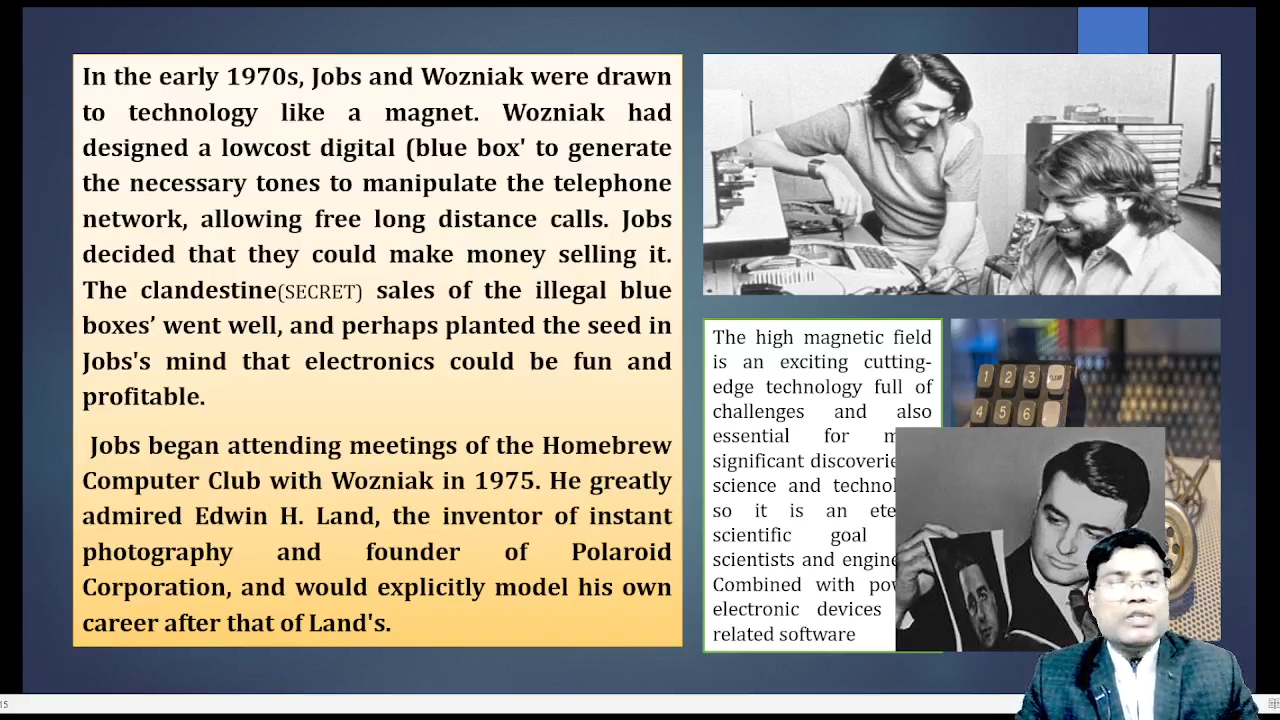 In the early 1970s, Jobs and Wozniak were drawn
to technology like a magnet. Wozniak had
designed a lowcost digital (blue box' to generate
the necessary tones to manipulate the telephone
network, allowing free long distance calls. Jobs
decided that they could make money selling it.
The clandestine(SECRET) sales of the illegal blue
boxes’ went well, and perhaps planted the seed in
Jobs's mind that electronics could be fun and
profitable.
Jobs began attending meetings of the Homebrew
Computer Club with Wozniak in 1975. He greatly
admired Edwin H. Land, the inventor of instant
photography and founder of Polaroid
Corporation, and would explicitly model his own
career after that of Land's.
The high magnetic field
is an exciting cutting-
edge technology full of
challenges and also
essential for
significant
science and
so it is an
scientific goal
scientists and
Combined with
electronic devices
related software
1 2 3 CLEAR
4 5 6
15